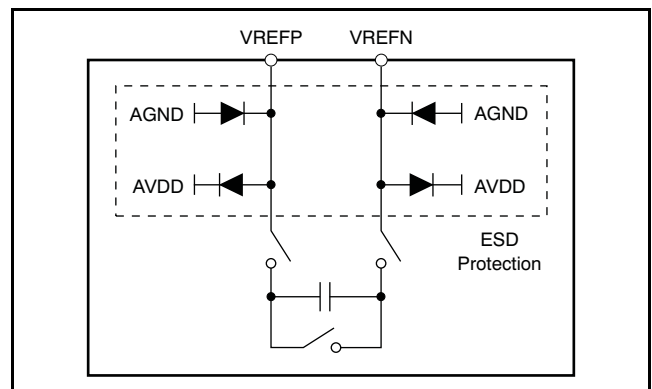 VREFP VREFN
AGND AGND
AVDD AVDD
ESD
Protection